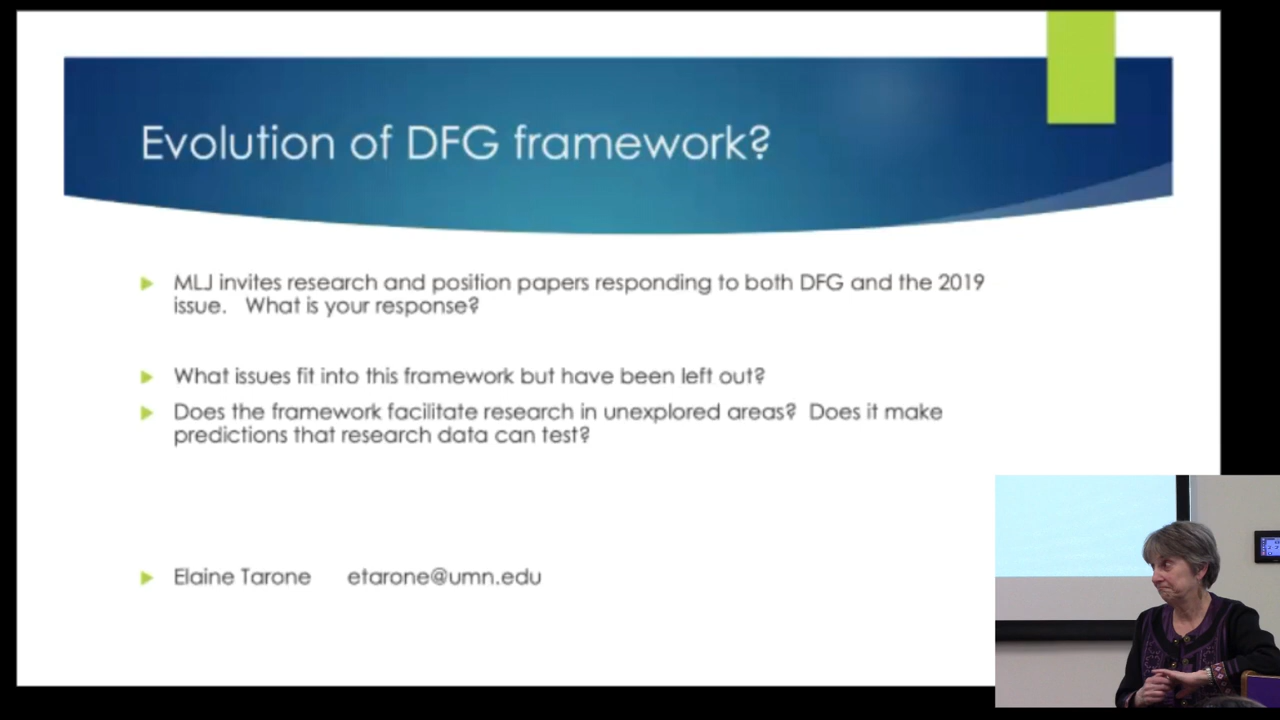 Evolution of DFG framework?
MLJ invites research and position papers responding to both DFG and the 2019
issue. What is your response?
What issues fit into this framework but have been left out?
Does the framework facilitate research in unexplored areas? Does it make
predictions that research data can test?
Elaine Tarone etarone@umn.edu